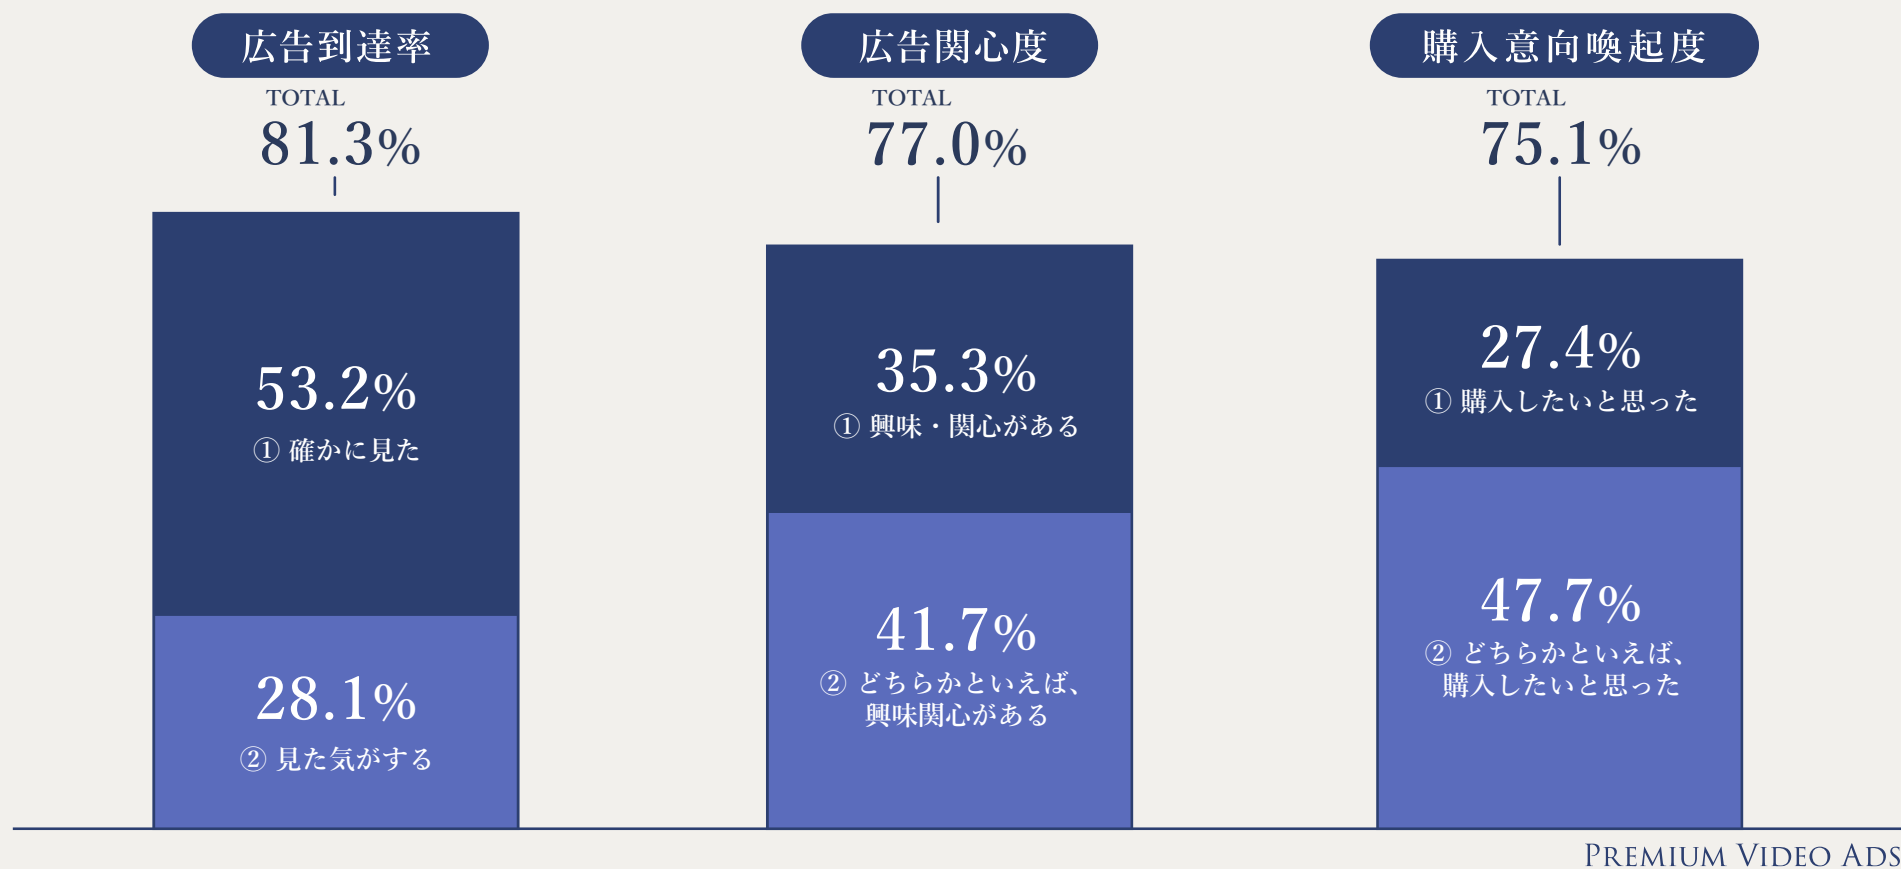 広告到達率
TOTAL
81.3%
53.2%
① 確かに見た
28.1%
② 見た気がする
広告関心度
TOTAL
77.0%
35.3%
① 興味・関心がある
41.7%
② どちらかといえば、
興味関心がある
購入意向喚起度
TOTAL
75.1%
27.4%
① 購入したいと思った
47.7%
② どちらかといえば、
購入したいと思った
PREMIUM VIDEO ADS